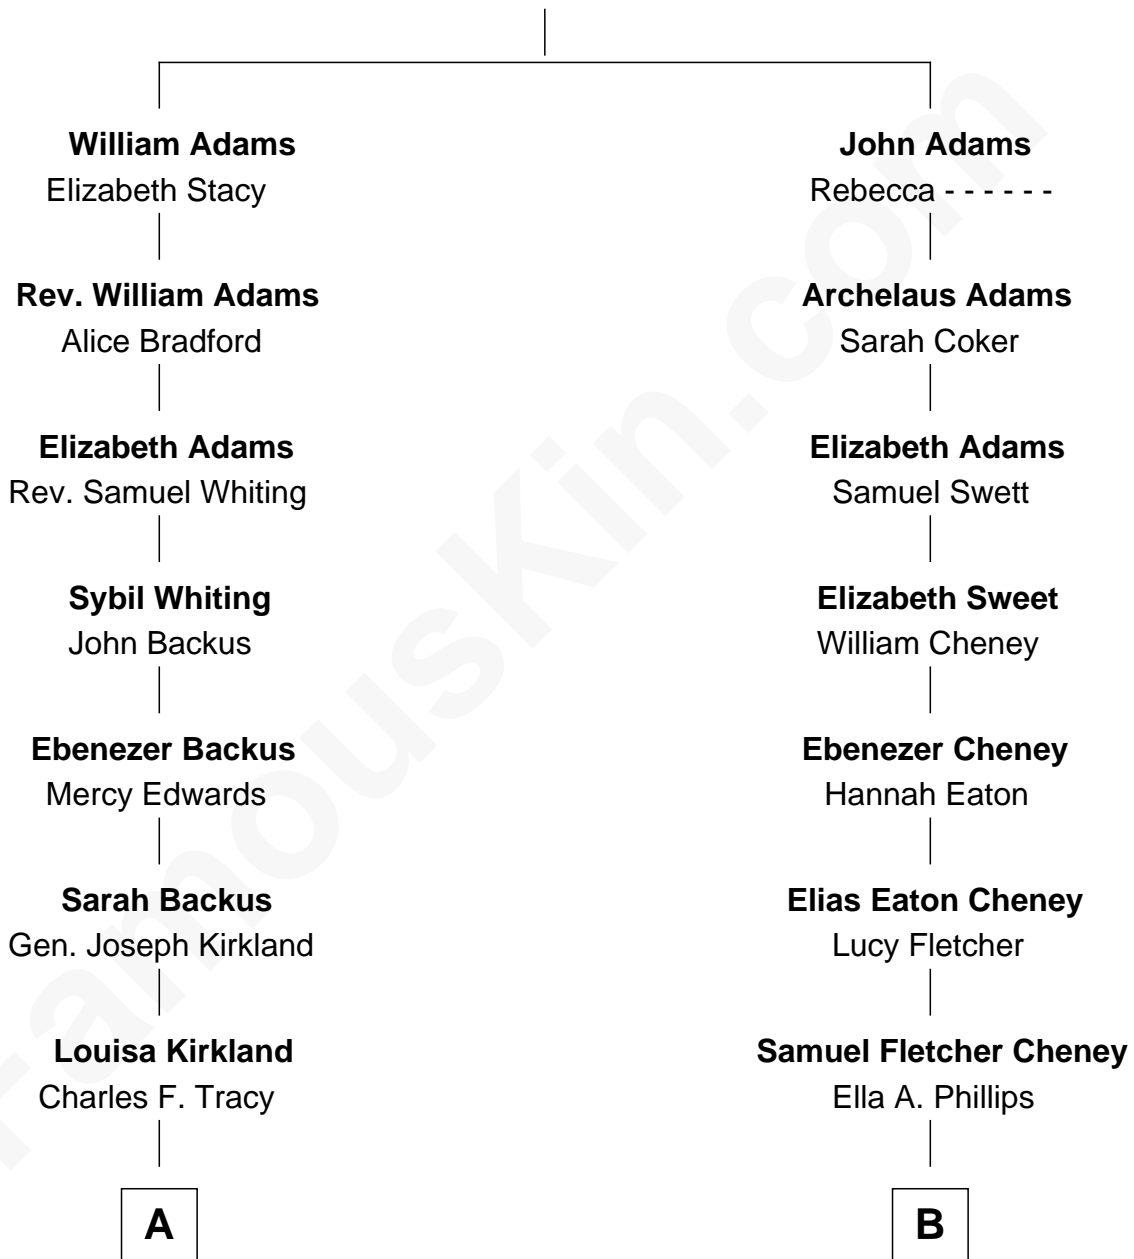 William Adams
Elizabeth Stacy
Rev. William Adams
Alice Bradford
Elizabeth Adams
Rev. Samuel Whiting
Sybil Whiting
John Backus
Ebenezer Backus
Mercy Edwards
Sarah Backus
Gen. Joseph Kirkland
Louisa Kirkland
Charles F. Tracy
A
John Adams
Rebecca - - - - - -
Archelaus Adams
Sarah Coker
Elizabeth Adams
Samuel Swett
Elizabeth Sweet
William Cheney
Ebenezer Cheney
Hannah Eaton
Elias Eaton Cheney
Lucy Fletcher
Samuel Fletcher Cheney
Ella A. Phillips
B
FamousKin.com